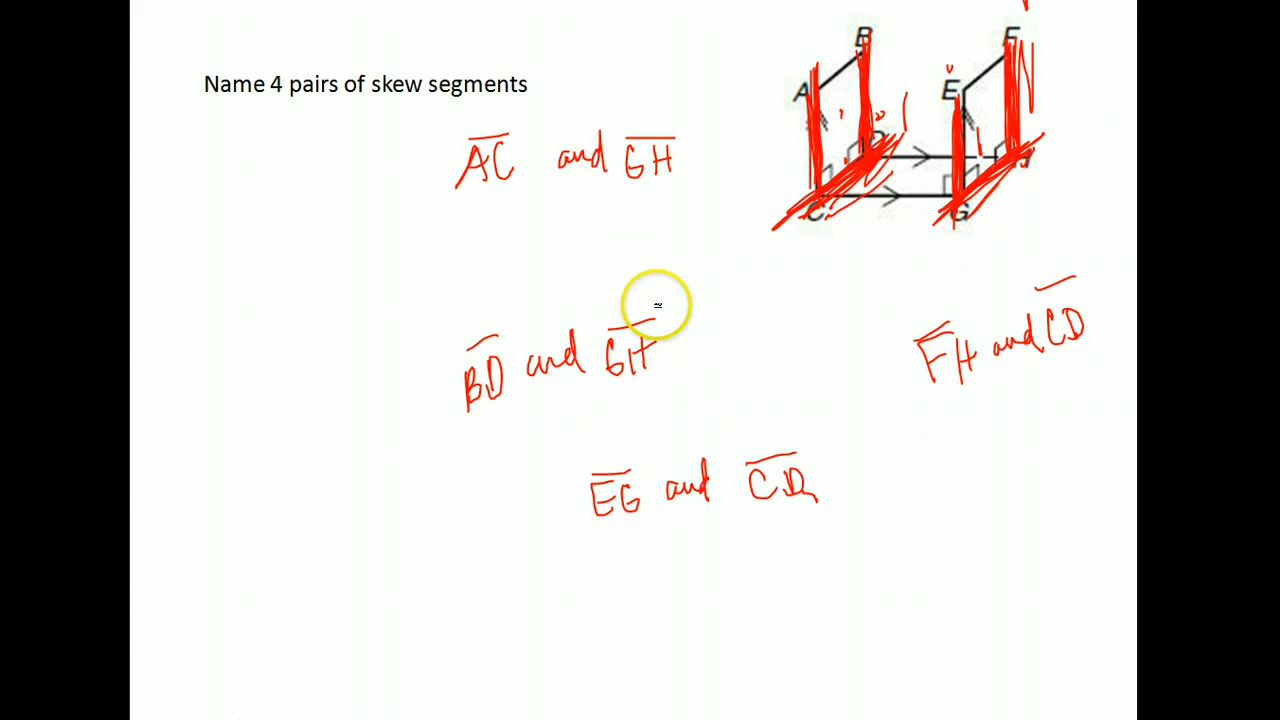 Name 4 pairs of skew segments
AC and GH
BD and GH
FH and CD
EG and CD
B
F
A
E
C
G